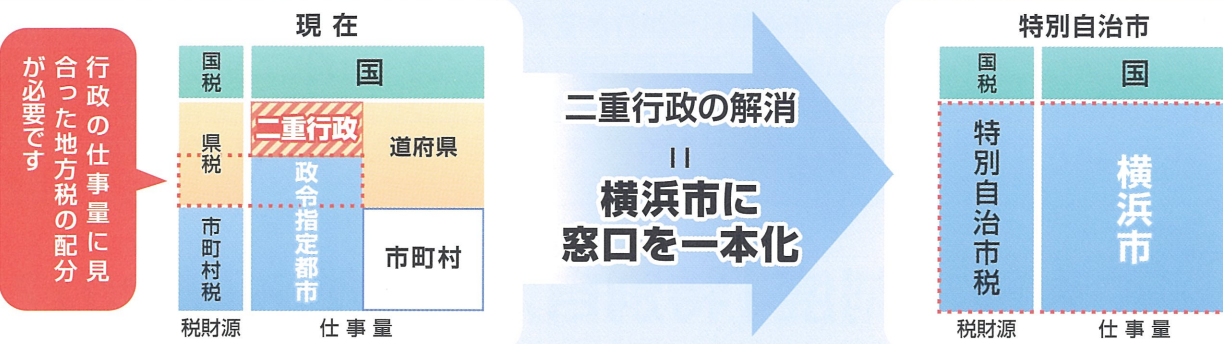 行政の仕事量に見
合った地方税の配分
が必要です
現在
国税
国
県税
二重行政
道府県
政令指定都市
市町村税
市町村
税財源
仕事量
二重行政の解消
=
横浜市に
窓口を一本化
特別自治市
国税
国
特別自治市税
横浜市
税財源
仕事量